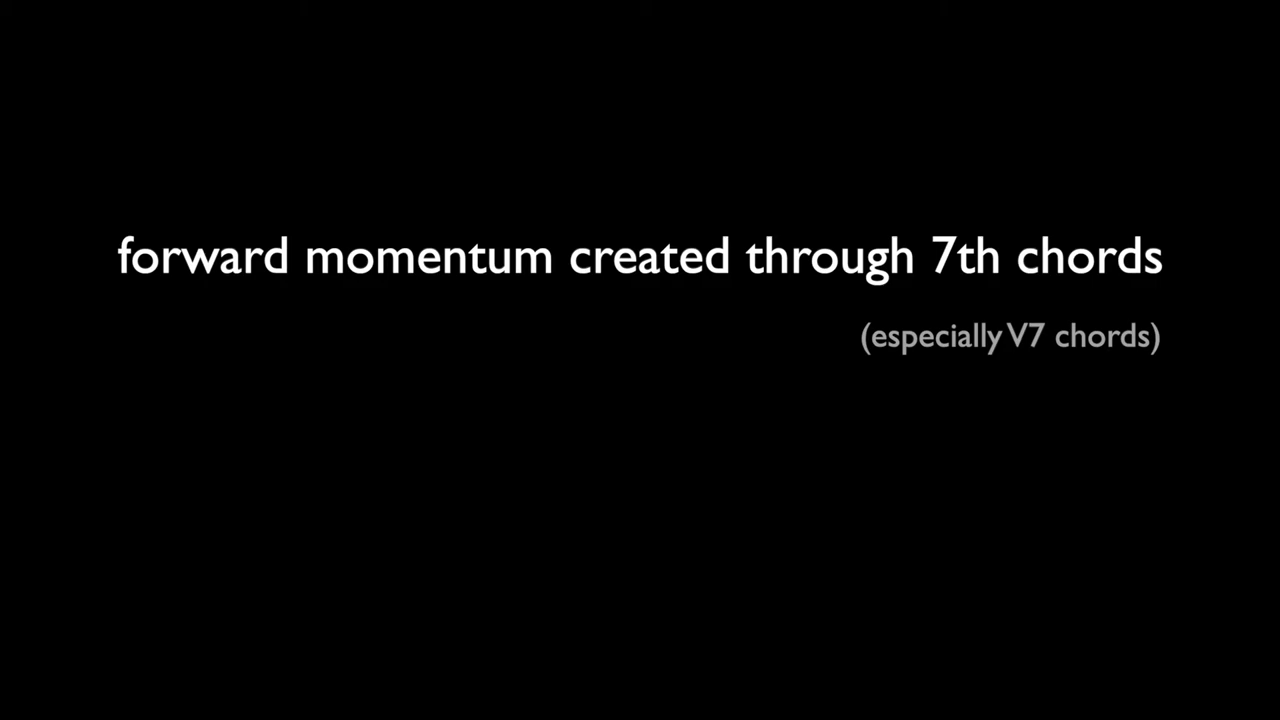 forward momentum created through 7th chords
(especially V7 chords)